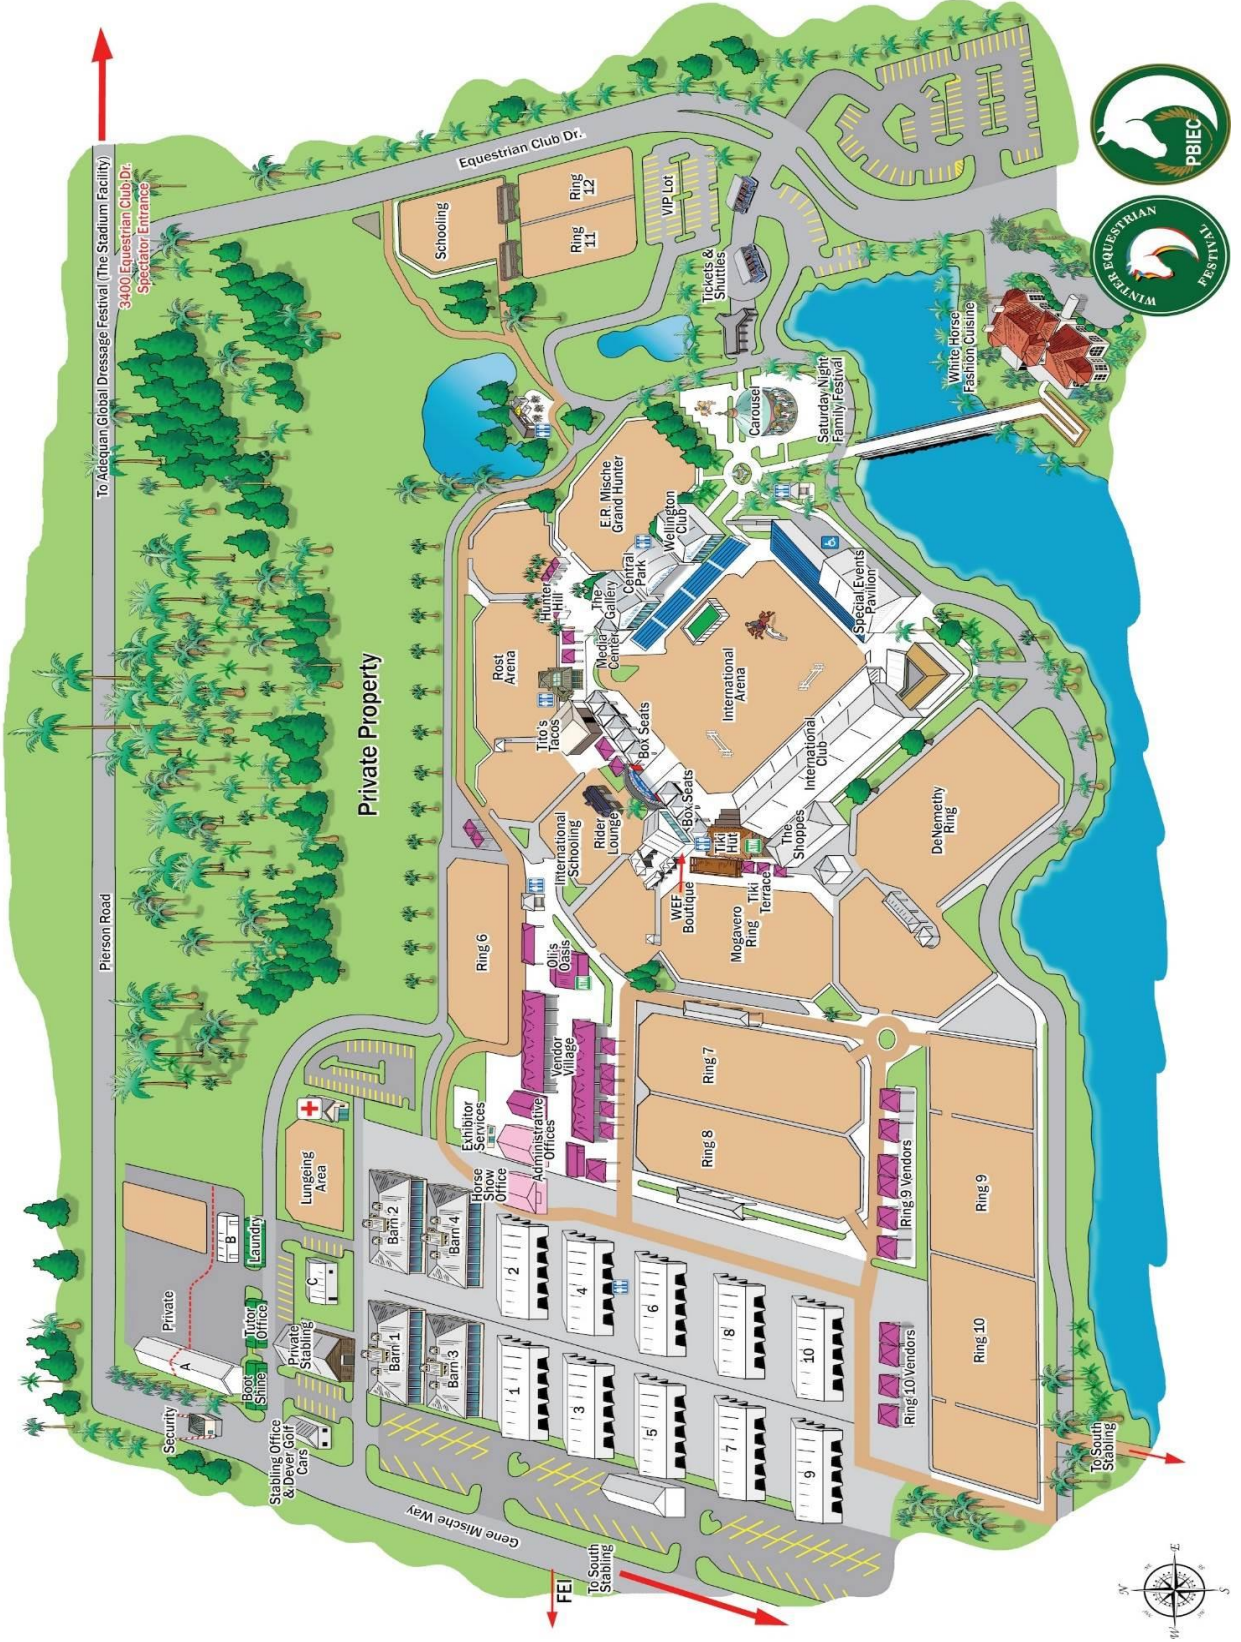 To Adequan Global Dressage Festival (The Stadium Facility)
3400 Equestrian Club Dr.
Spectator Entrance
Pierson Road
Equestrian Club Dr.
Private Property
Schooling
Ring
11
Ring
12
VIP Lot
Tickets &
Shuttles
PBIEC
WINTER EQUESTRIAN
FESTIVAL
White Horse
Fashion Cuisine
Carousel
Saturday Night
Family Festival
E.R. Mische
Grand Hunter
Wellington
Club
Central
Park
The
Gallery
Hunter
Hill
Media
Center
Rost
Arena
Tito's
Tacos
Box Seats
Box Seats
International
Arena
Special Events
Pavilion
International
Club
International
Schooling
Rider
Lounge
WEF
Boutique
Tiki
Hut
Tiki
Terrace
The
Shoppes
DeNemethy
Ring
Mogavero
Ring
Ring 6
Oli's
Oasis
Vendor
Village
Administrative
Offices
Exhibitor
Services
Horse
Show
Office
Ring 7
Ring 8
Ring 9 Vendors
Ring 9
Ring 10 Vendors
Ring 10
Lungeing
Area
Laundry
B
C
A
Private
Tutor
Office
Boot
Shine
Private
Stabling
Security
Stabling Office
& Dever Golf
Cars
Barn 1
Barn 2
Barn 3
Barn 4
1
2
3
4
5
6
7
8
9
10
Gene Mische Way
FEI
To South
Stabling
To South
Stabling
N
E
S
W